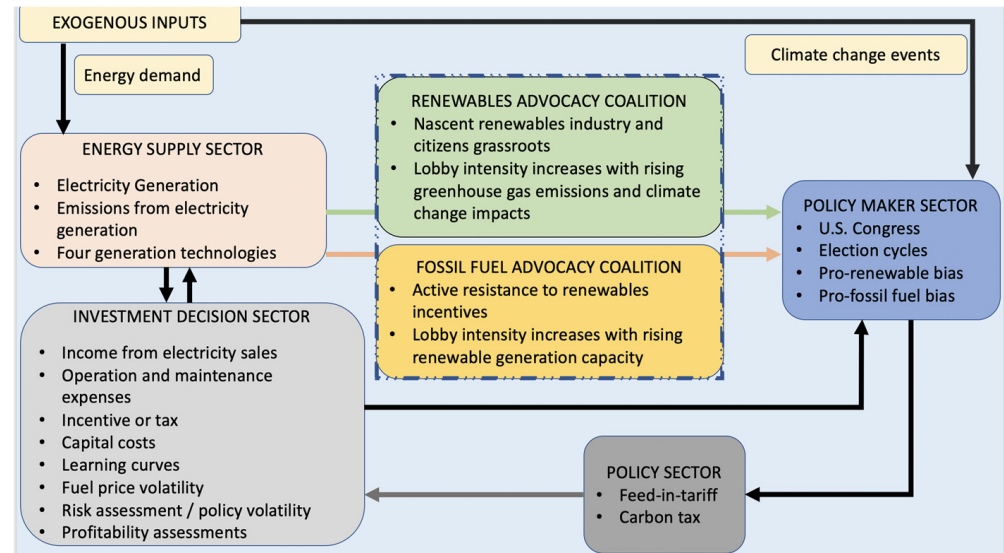 EXOGENOUS INPUTS
Energy demand
Climate change events
RENEWABLES ADVOCACY COALITION
• Nascent renewables industry and
citizens grassroots
• Lobby intensity increases with rising
greenhouse gas emissions and climate
change impacts
ENERGY SUPPLY SECTOR
• Electricity Generation
• Emissions from electricity
generation
• Four generation technologies
POLICY MAKER SECTOR
• U.S. Congress
• Election cycles
• Pro-renewable bias
• Pro-fossil fuel bias
FOSSIL FUEL ADVOCACY COALITION
• Active resistance to renewables
incentives
• Lobby intensity increases with rising
renewable generation capacity
INVESTMENT DECISION SECTOR
• Income from electricity sales
• Operation and maintenance
expenses
• Incentive or tax
• Capital costs
• Learning curves
• Fuel price volatility
• Risk assessment / policy volatility
• Profitability assessments
POLICY SECTOR
• Feed-in-tariff
• Carbon tax